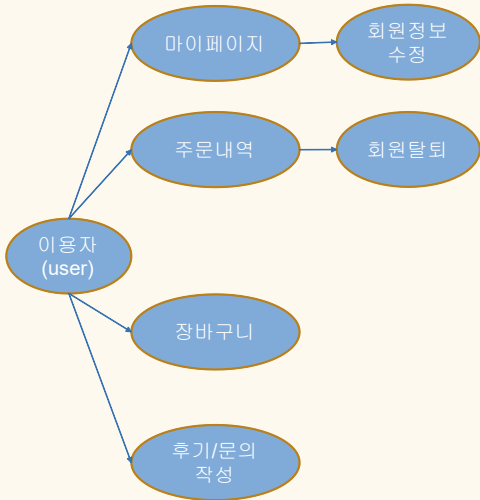 마이페이지
회원정보
수정
주문내역
회원탈퇴
이용자
(user)
장바구니
후기/문의
작성